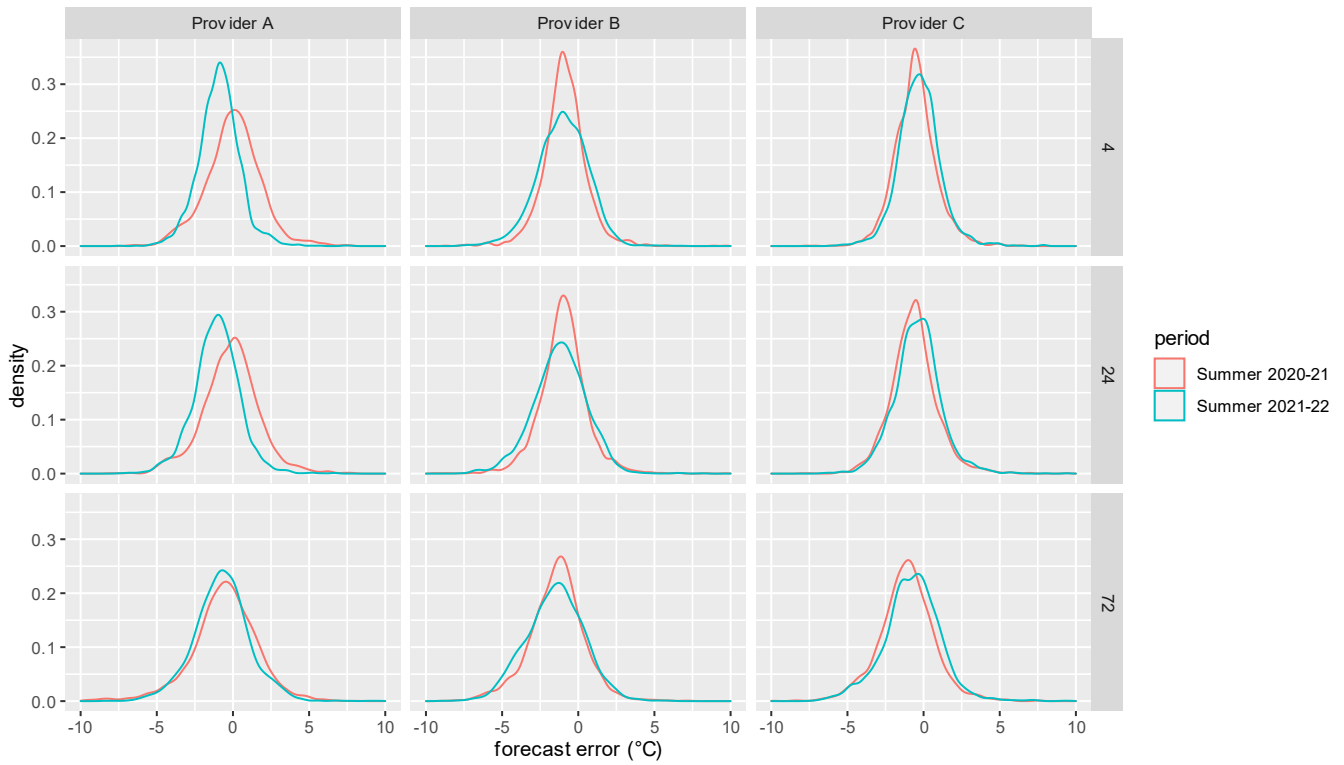 Provider A Provider B Provider C
0.3
0.2
0.1
0.0
4
0.3
0.2
0.1
0.0
24
0.3
0.2
0.1
0.0
72
density
-10 -5 0 5 10 -10 -5 0 5 10 -10 -5 0 5 10
forecast error (°C)
period
Summer 2020-21
Summer 2021-22